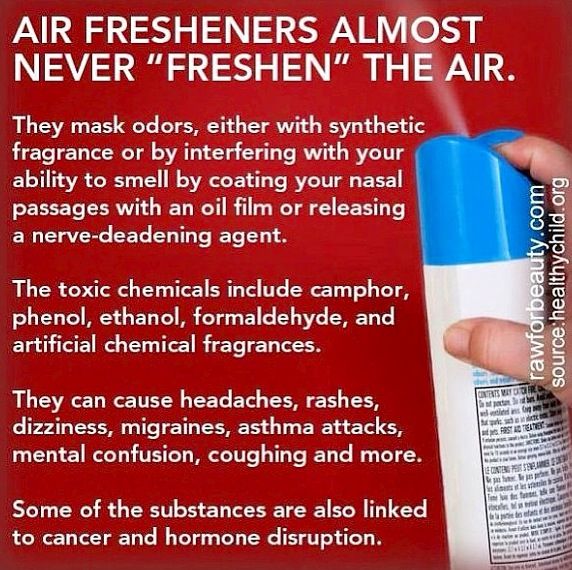 AIR FRESHENERS ALMOST
NEVER "FRESHEN" THE AIR.
They mask odors, either with synthetic
fragrance or by interfering with your
ability to smell by coating your nasal
passages with an oil film or releasing
a nerve-deadening agent.
The toxic chemicals include camphor,
phenol, ethanol, formaldehyde, and
artificial chemical fragrances.
They can cause headaches, rashes,
dizziness, migraines, asthma attacks,
mental confusion, coughing and more.
Some of the substances are also linked
to cancer and hormone disruption.
rawforbeauty.com
source:healthychild.org
CONTENTS MAY CATCH FIRE